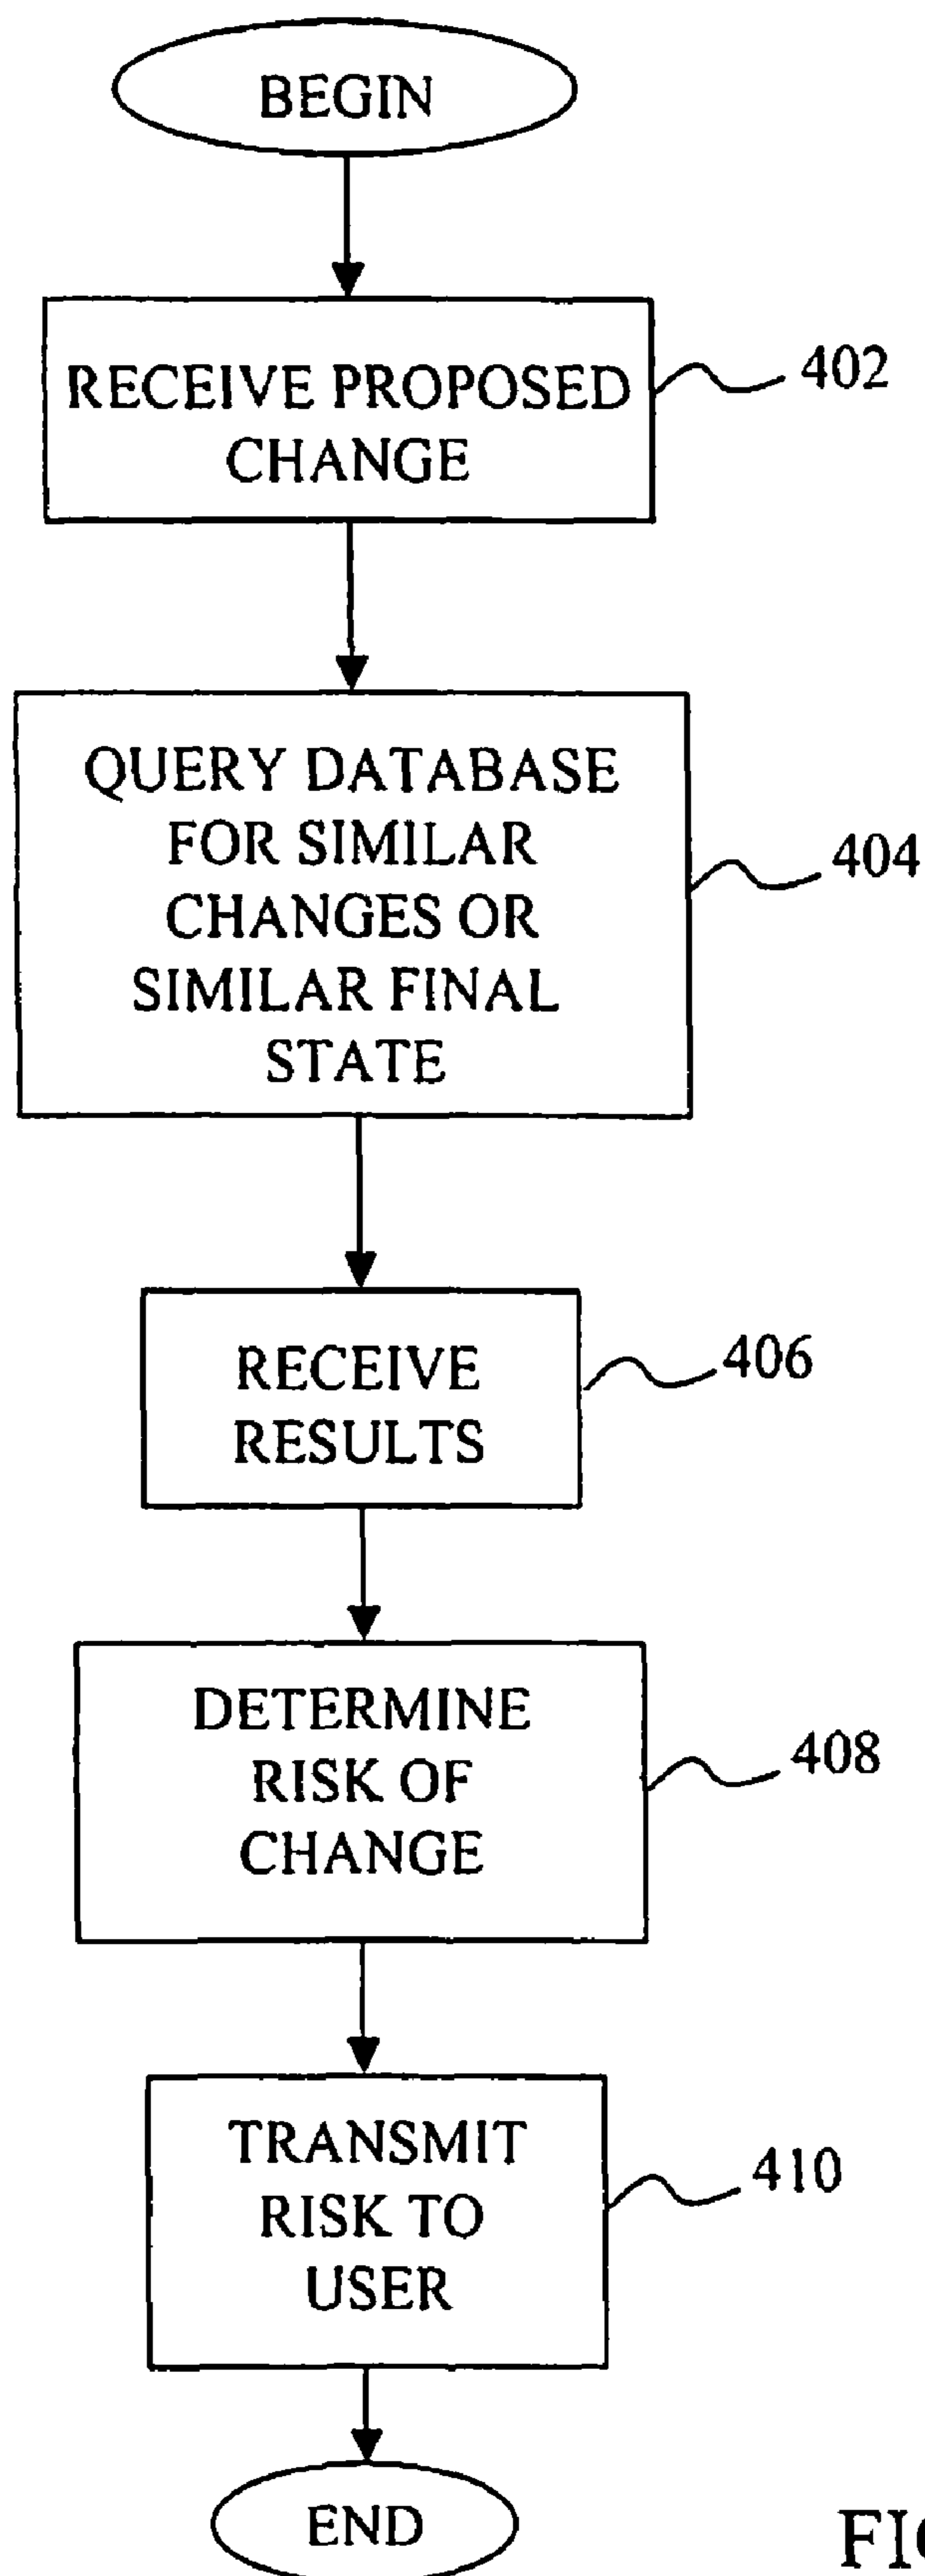 BEGIN
RECEIVE PROPOSED
CHANGE
402
QUERY DATABASE
FOR SIMILAR
CHANGES OR
SIMILAR FINAL
STATE
404
RECEIVE
RESULTS
406
DETERMINE
RISK OF
CHANGE
408
TRANSMIT
RISK TO
USER
410
END